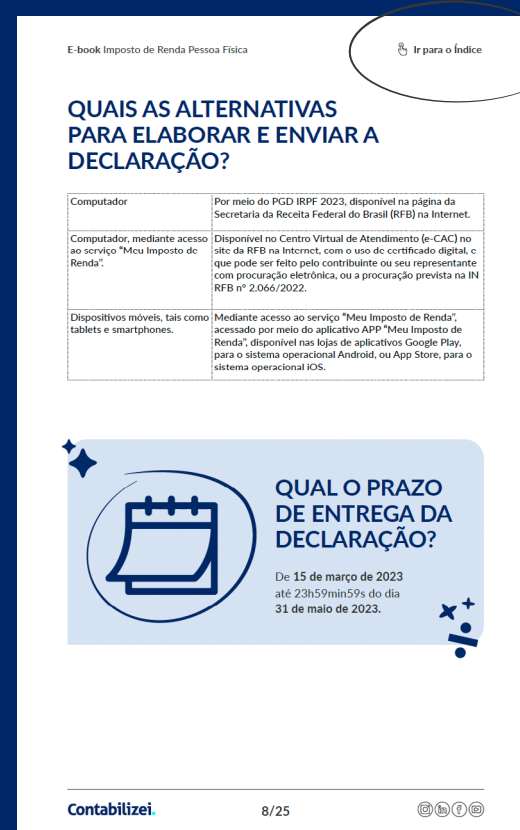 E-book Imposto de Renda Pessoa Física
Ir para o Índice
QUAIS AS ALTERNATIVAS
PARA ELABORAR E ENVIAR A
DECLARAÇÃO?
Computador
Por meio do PGD IRPF 2023, disponível na página da
Secretaria da Receita Federal do Brasil (RFB) na Internet.
Computador, mediante acesso
ao serviço “Meu Imposto de
Renda”.
Disponível no Centro Virtual de Atendimento (e-CAC) no
site da RFB na Internet, com o uso de certificado digital, e
que pode ser feito pelo contribuinte ou seu representante
com procuração eletrônica, ou a procuração prevista na IN
RFB nº 2.066/2022.
Dispositivos móveis, tais como
tablets e smartphones.
Mediante acesso ao serviço “Meu Imposto de Renda”,
acessado por meio do aplicativo APP “Meu Imposto de
Renda”, disponível nas lojas de aplicativos Google Play,
para o sistema operacional Android, ou App Store, para o
sistema operacional iOS.
QUAL O PRAZO
DE ENTREGA DA
DECLARAÇÃO?
De 15 de março de 2023
até 23h59min59s do dia
31 de maio de 2023.
Contabilizei.
8/25